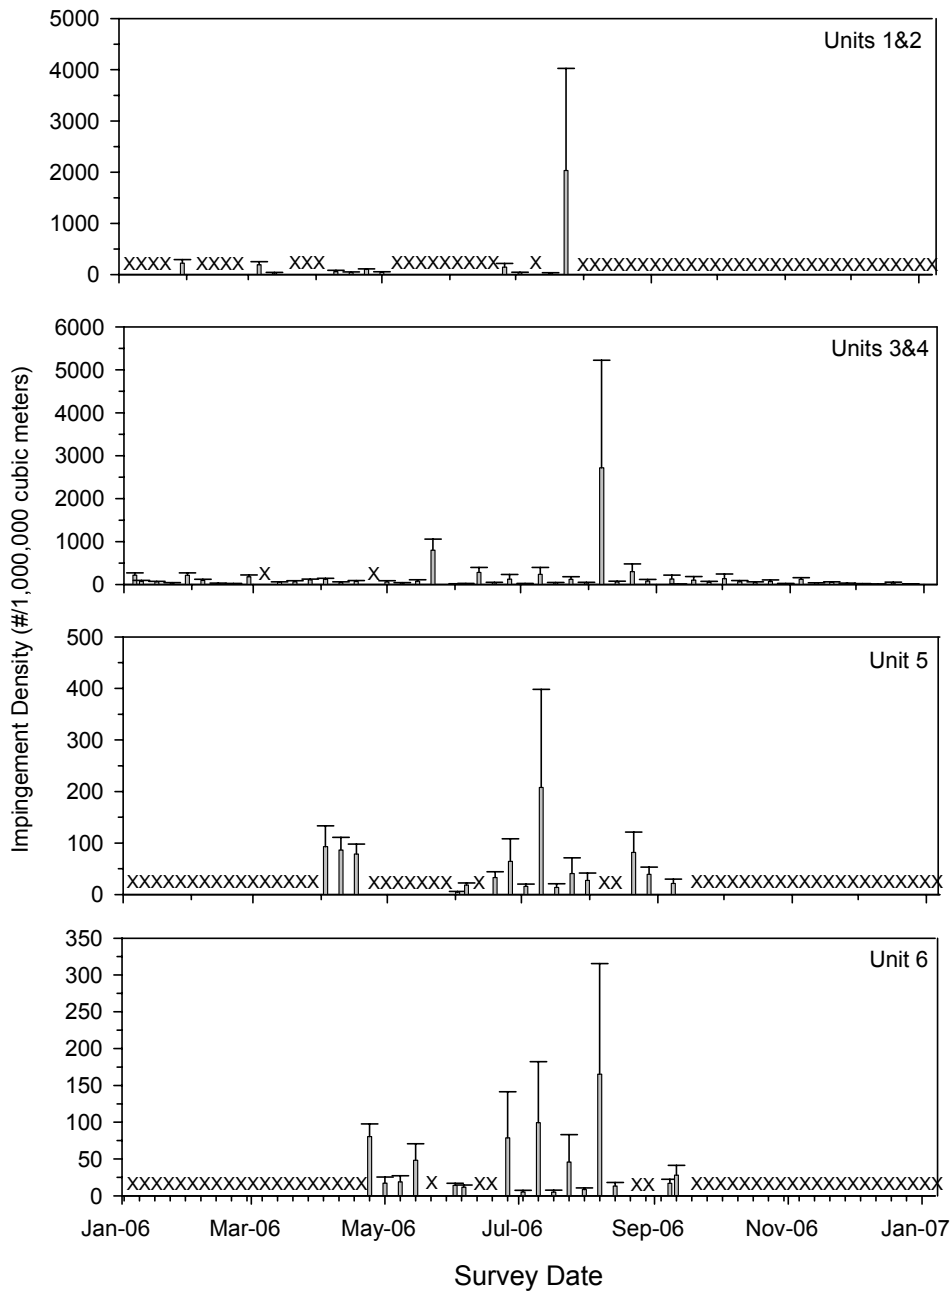 Impingement Density (#/1,000,000 cubic meters)
Units 1&2
5000
4000
3000
2000
1000
0
XXXX XXXX XXX XXXXXXXXX X XXXXXXXXXXXXXXXXXXXXXXXXXXXXXX
Units 3&4
6000
5000
4000
3000
2000
1000
0
X X
Unit 5
500
400
300
200
100
0
XXXXXXXXXXXXXXXX XXXXXXX X XX XXXXXXXXXXXXXXXXXXXXX
Unit 6
350
300
250
200
150
100
50
0
XXXXXXXXXXXXXXXXXXXX X XX XX XXXXXXXXXXXXXXXXXXXXX
Jan-06 Mar-06 May-06 Jul-06 Sep-06 Nov-06 Jan-07
Survey Date